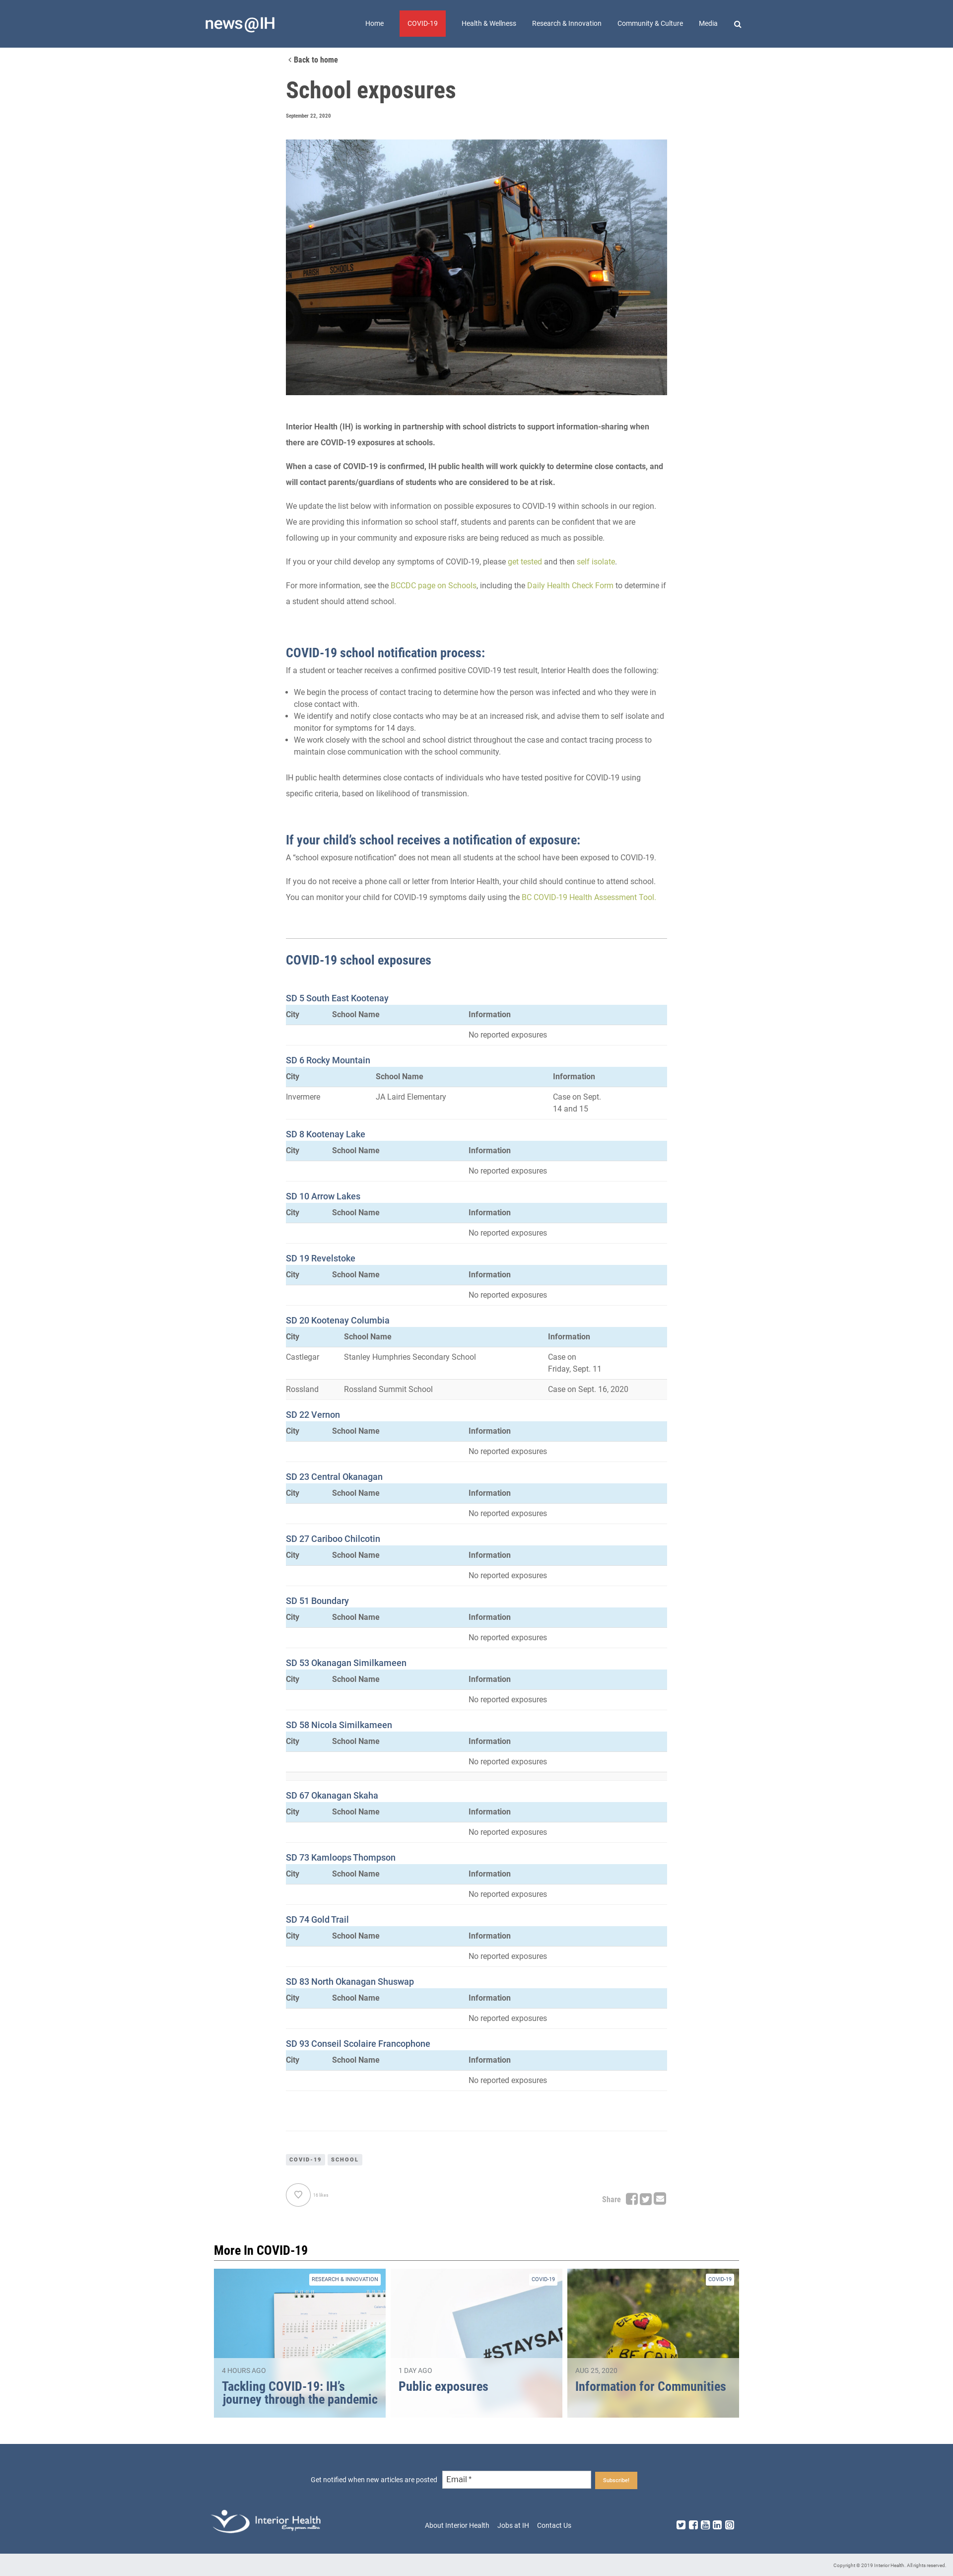 news@IH
Home COVID-19 Health & Wellness Research & Innovation Community & Culture Media
Back to home
School exposures
September 22, 2020
PARISH SCHOOLS
Interior Health (IH) is working in partnership with school districts to support information-sharing when
there are COVID-19 exposures at schools.
When a case of COVID-19 is confirmed, IH public health will work quickly to determine close contacts, and
will contact parents/guardians of students who are considered to be at risk.
We update the list below with information on possible exposures to COVID-19 within schools in our region.
We are providing this information so school staff, students and parents can be confident that we are
following up in your community and exposure risks are being reduced as much as possible.
If you or your child develop any symptoms of COVID-19, please get tested and then self isolate.
For more information, see the BCCDC page on Schools, including the Daily Health Check Form to determine if
a student should attend school.
COVID-19 school notification process:
If a student or teacher receives a confirmed positive COVID-19 test result, Interior Health does the following:
• We begin the process of contact tracing to determine how the person was infected and who they were in
close contact with.
• We identify and notify close contacts who may be at an increased risk, and advise them to self isolate and
monitor for symptoms for 14 days.
• We work closely with the school and school district throughout the case and contact tracing process to
maintain close communication with the school community.
IH public health determines close contacts of individuals who have tested positive for COVID-19 using
specific criteria, based on likelihood of transmission.
If your child’s school receives a notification of exposure:
A “school exposure notification” does not mean all students at the school have been exposed to COVID-19.
If you do not receive a phone call or letter from Interior Health, your child should continue to attend school.
You can monitor your child for COVID-19 symptoms daily using the BC COVID-19 Health Assessment Tool.
COVID-19 school exposures
SD 5 South East Kootenay
City School Name Information
No reported exposures
SD 6 Rocky Mountain
City School Name Information
Invermere JA Laird Elementary Case on Sept.
14 and 15
SD 8 Kootenay Lake
City School Name Information
No reported exposures
SD 10 Arrow Lakes
City School Name Information
No reported exposures
SD 19 Revelstoke
City School Name Information
No reported exposures
SD 20 Kootenay Columbia
City School Name Information
Castlegar Stanley Humphries Secondary School Case on
Friday, Sept. 11
Rossland Rossland Summit School Case on Sept. 16, 2020
SD 22 Vernon
City School Name Information
No reported exposures
SD 23 Central Okanagan
City School Name Information
No reported exposures
SD 27 Cariboo Chilcotin
City School Name Information
No reported exposures
SD 51 Boundary
City School Name Information
No reported exposures
SD 53 Okanagan Similkameen
City School Name Information
No reported exposures
SD 58 Nicola Similkameen
City School Name Information
No reported exposures
SD 67 Okanagan Skaha
City School Name Information
No reported exposures
SD 73 Kamloops Thompson
City School Name Information
No reported exposures
SD 74 Gold Trail
City School Name Information
No reported exposures
SD 83 North Okanagan Shuswap
City School Name Information
No reported exposures
SD 93 Conseil Scolaire Francophone
City School Name Information
No reported exposures
COVID-19 SCHOOL
Share
More In COVID-19
RESEARCH & INNOVATION
4 HOURS AGO
Tackling COVID-19: IH’s
journey through the pandemic
COVID-19
#STAYSAF
1 DAY AGO
Public exposures
COVID-19
BE CALM
AUG 25, 2020
Information for Communities
Get notified when new articles are posted Email * Subscribe!
Interior Health
Every person matters
About Interior Health Jobs at IH Contact Us
Copyright © 2019 Interior Health. All rights reserved.